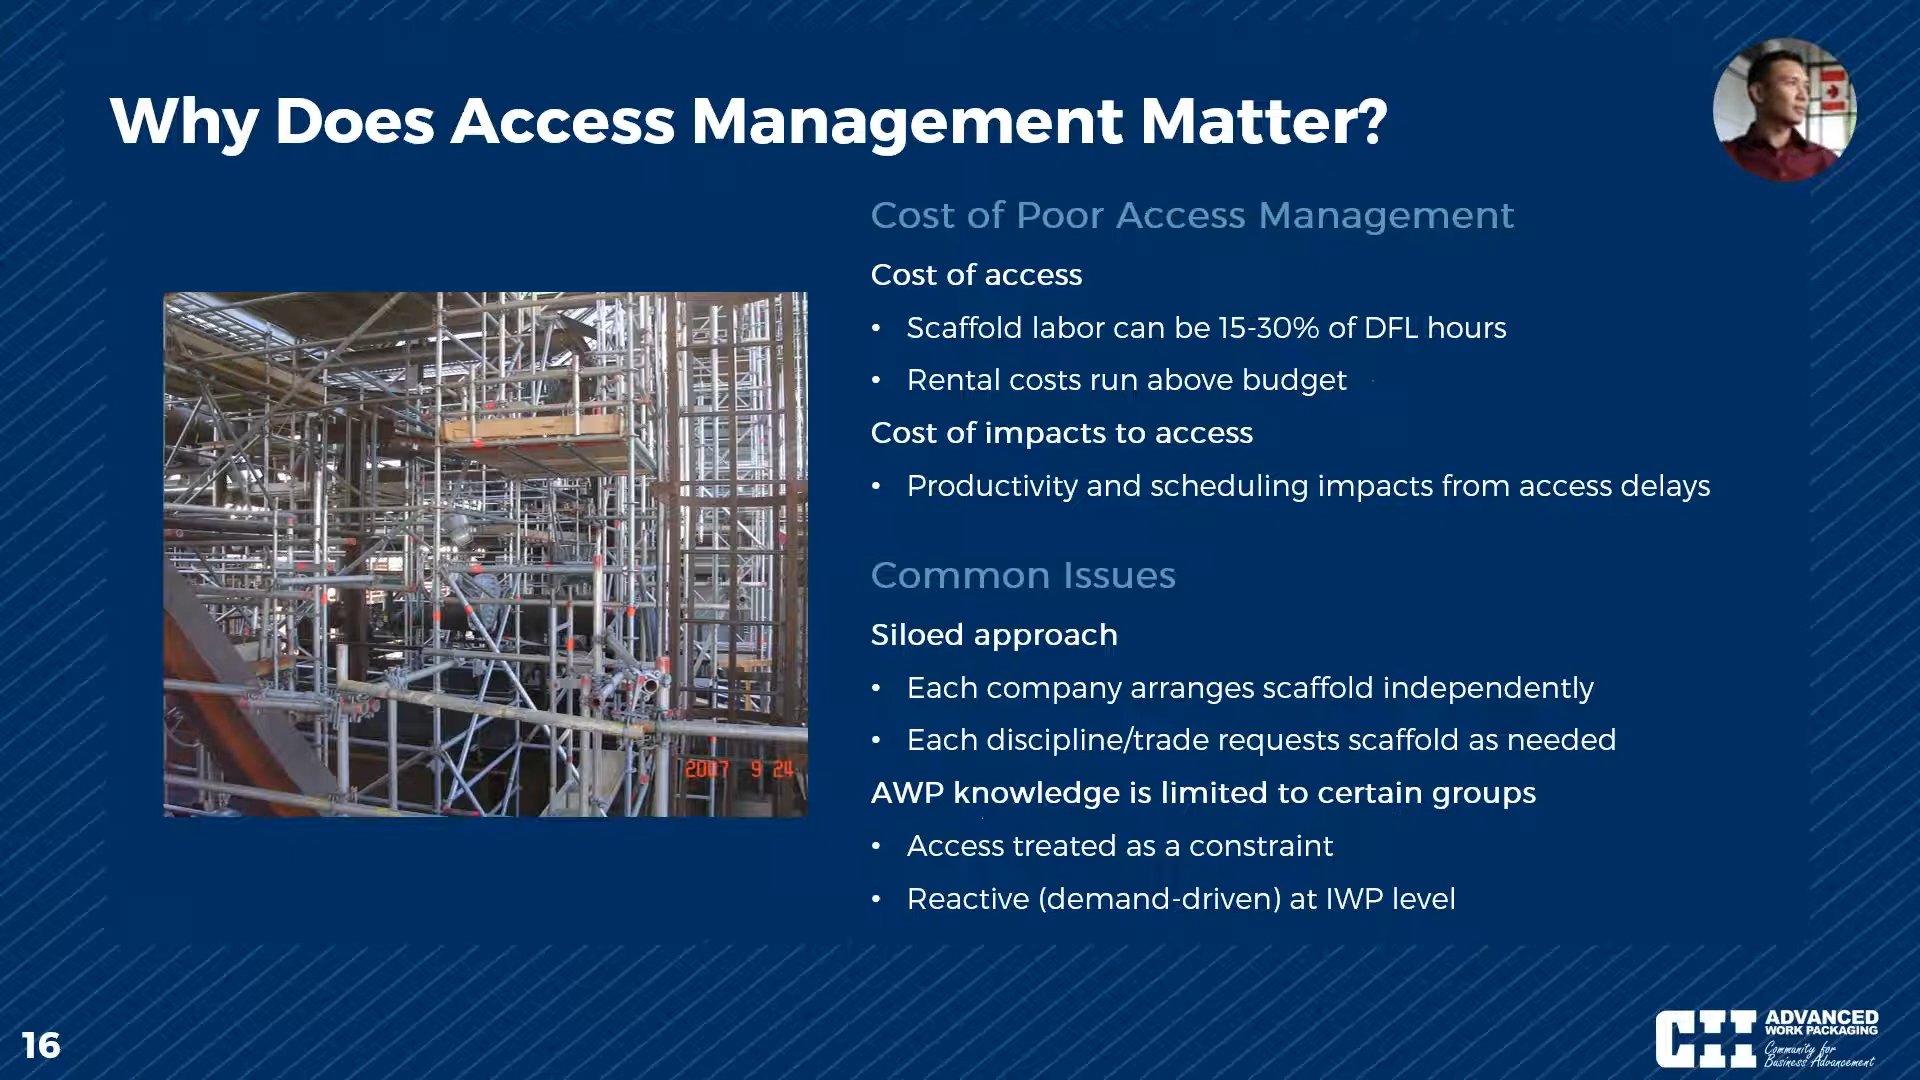 Why Does Access Management Matter?
Cost of Poor Access Management
Cost of access
• Scaffold labor can be 15-30% of DFL hours
• Rental costs run above budget
Cost of impacts to access
• Productivity and scheduling impacts from access delays
Common Issues
Siloed approach
• Each company arranges scaffold independently
• Each discipline/trade requests scaffold as needed
AWP knowledge is limited to certain groups
• Access treated as a constraint
• Reactive (demand-driven) at IWP level
2007 9 24
16
CII
ADVANCED
WORK PACKAGING
Community for
Business Advancement